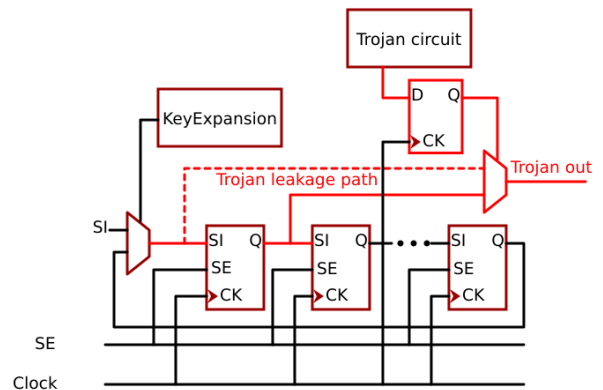 Trojan circuit
D Q
CK
KeyExpansion
Trojan out
Trojan leakage path
SI
SI Q
SE
CK
SI Q
SE
CK
SI Q
SE
CK
SE
Clock